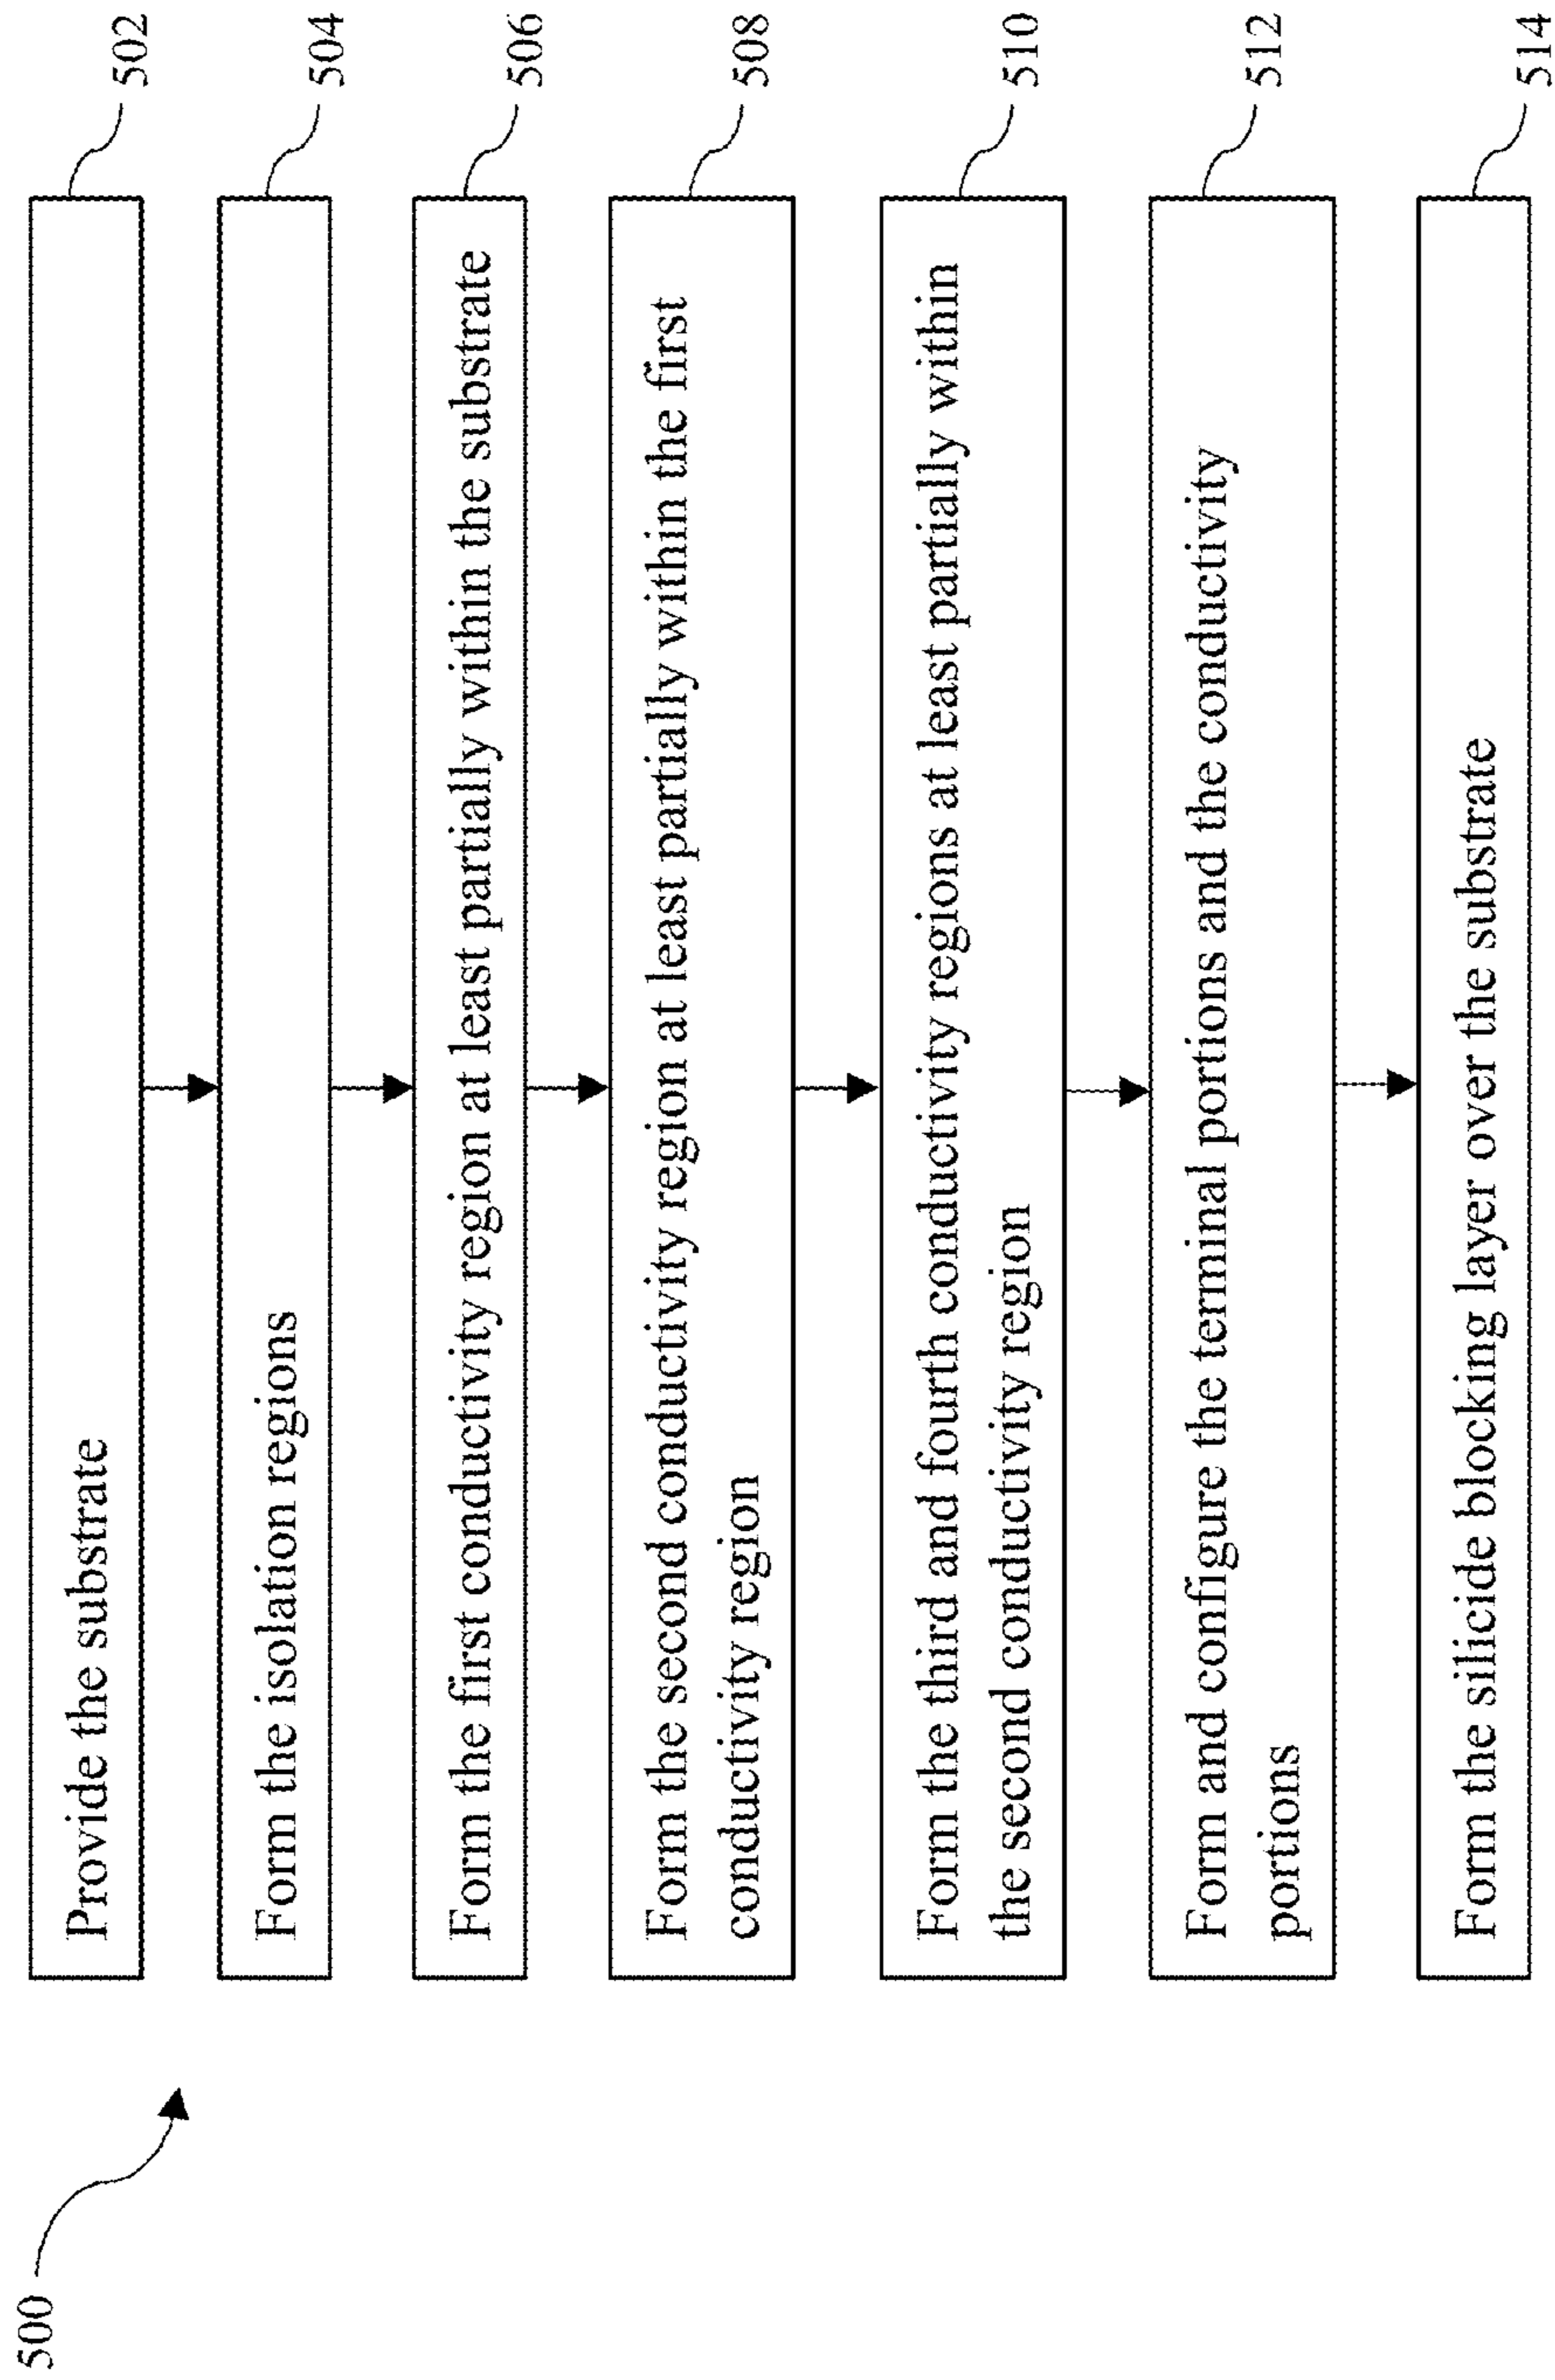 500
Provide the substrate
502
Form the isolation regions
504
Form the first conductivity region at least partially within the substrate
506
Form the second conductivity region at least partially within the first
conductivity region
508
Form the third and fourth conductivity regions at least partially within
the second conductivity region
510
Form and configure the terminal portions and the conductivity
portions
512
Form the silicide blocking layer over the substrate
514